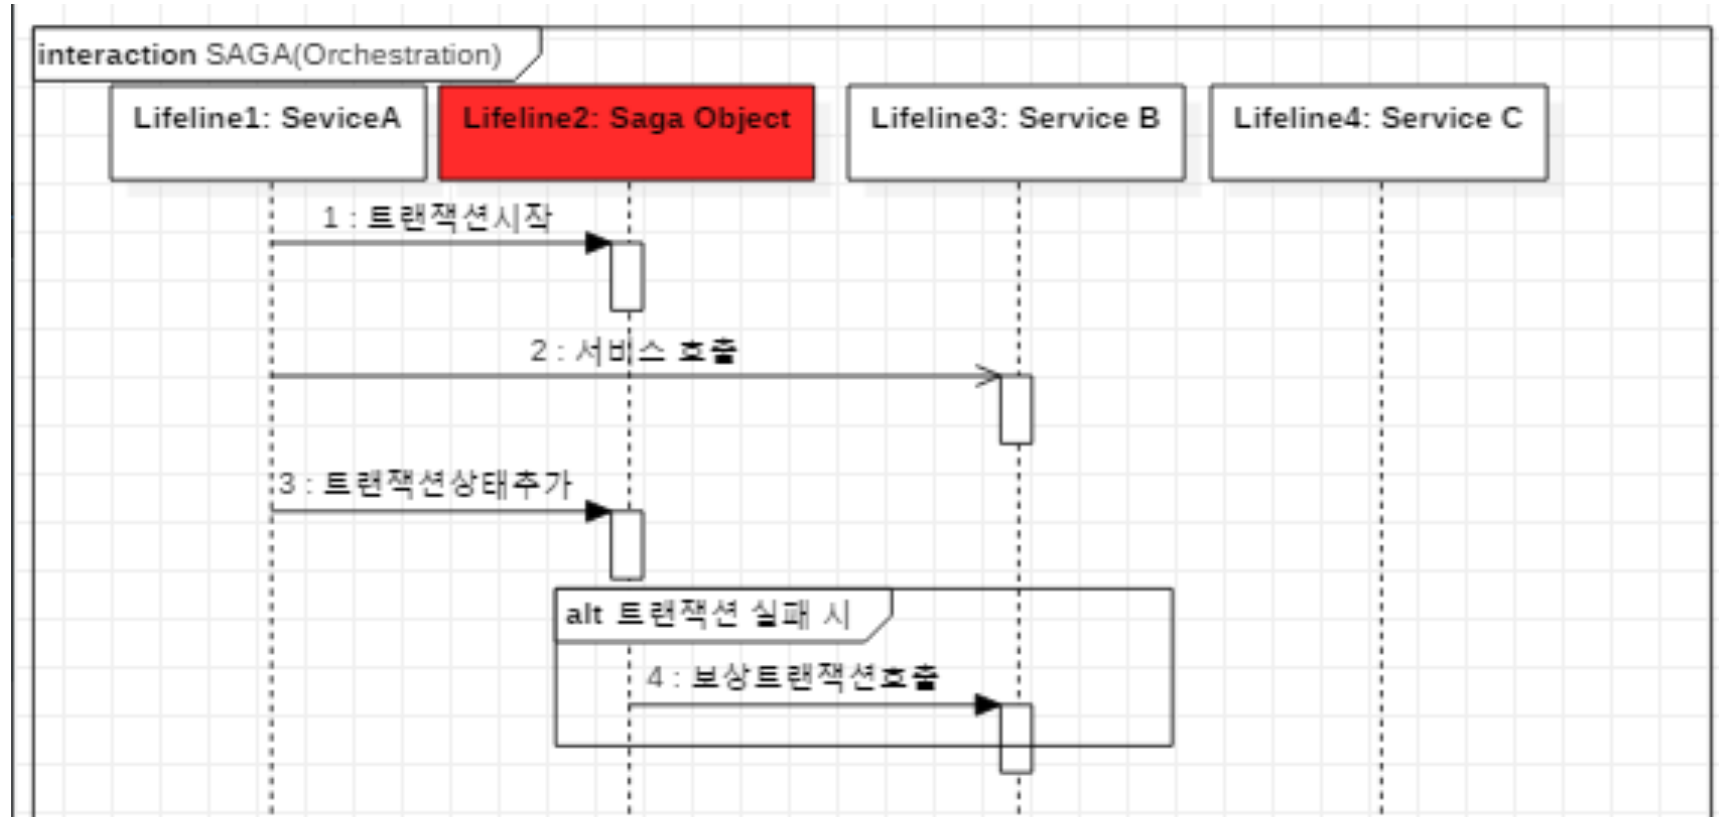 interaction SAGA(Orchestration)
Lifeline1: SeviceA
Lifeline2: Saga Object
Lifeline3: Service B
Lifeline4: Service C
1 : 트랜잭션시작
2 : 서비스 호출
3 : 트랜잭션상태추가
alt 트랜잭션 실패 시
4 : 보상트랜잭션호출